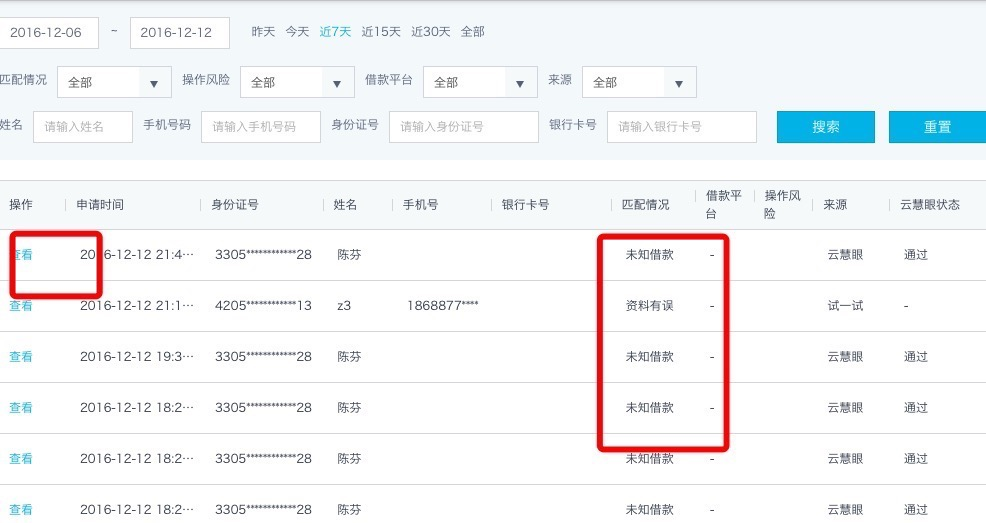 2016-12-06 ~ 2016-12-12 昨天 今天 近7天 近15天 近30天 全部
匹配情况 全部 ▼ 操作风险 全部 ▼ 借款平台 全部 ▼ 来源 全部 ▼
姓名 请输入姓名 手机号码 请输入手机号码 身份证号 请输入身份证号 银行卡号 请输入银行卡号 搜索 重置
操作 申请时间 身份证号 姓名 手机号 银行卡号 匹配情况 借款平台 操作风险 来源 云慧眼状态
查看 2016-12-12 21:4… 3305************28 陈芬 未知借款 - 云慧眼 通过
查看 2016-12-12 21:1… 4205************13 z3 1868877**** 资料有误 - 试一试 -
查看 2016-12-12 19:3… 3305************28 陈芬 未知借款 - 云慧眼 通过
查看 2016-12-12 18:2… 3305************28 陈芬 未知借款 - 云慧眼 通过
查看 2016-12-12 18:2… 3305************28 陈芬 未知借款 - 云慧眼 通过
查看 2016-12-12 18:2… 3305************28 陈芬 未知借款 - 云慧眼 通过